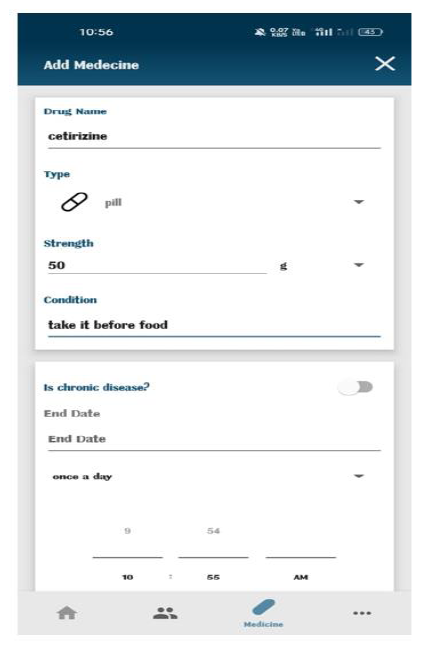 10:56
0.07 KB/S
43
Add Medecine
Drug Name
cetirizine
Type
pill
Strength
50 g
Condition
take it before food
Is chronic disease?
End Date
End Date
once a day
9 54
10 : 55 AM
Medicine